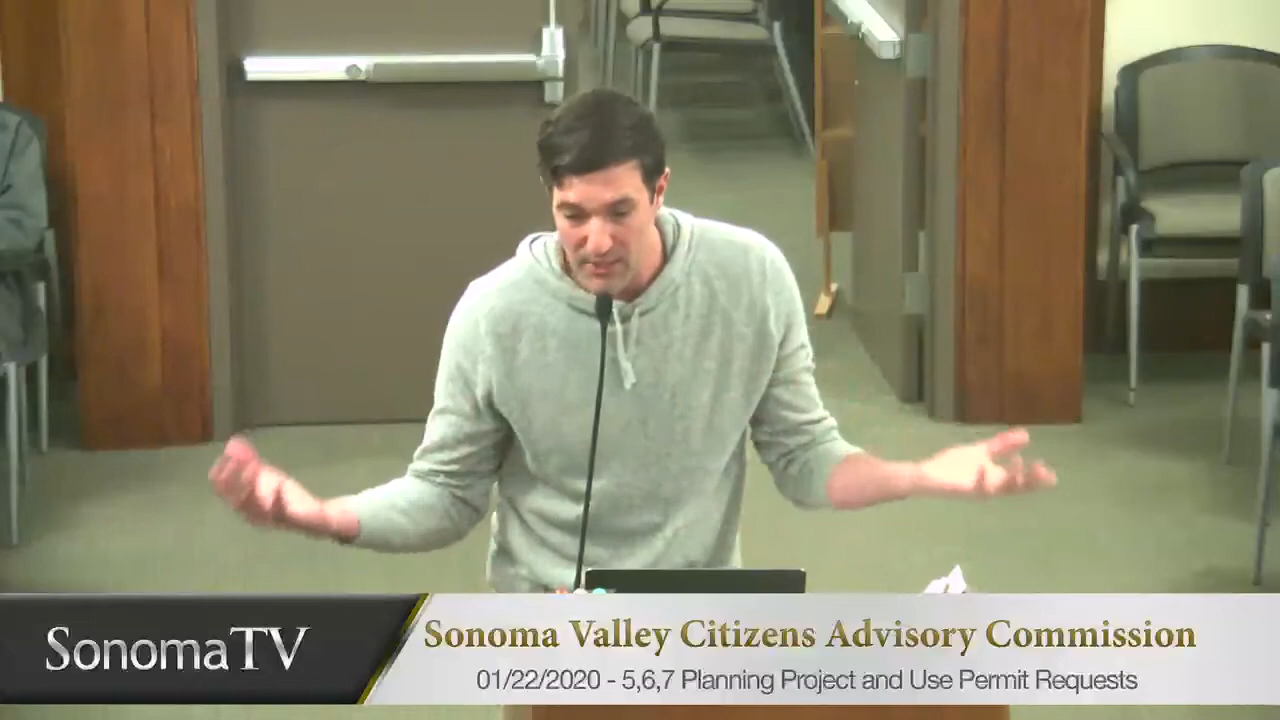 SonomaTV
Sonoma Valley Citizens Advisory Commission
01/22/2020 - 5,6,7 Planning Project and Use Permit Requests